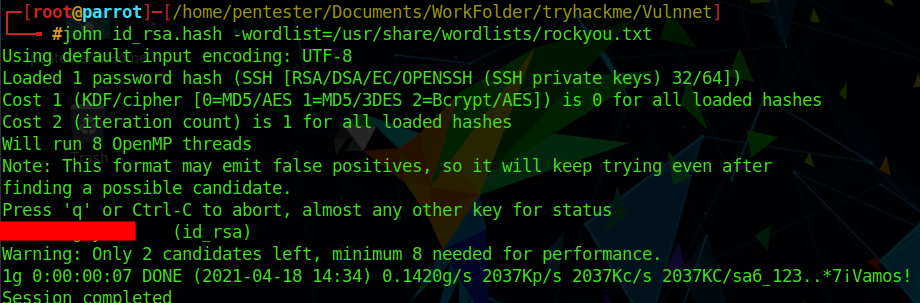 [root@parrot]-[/home/pentester/Documents/WorkFolder/tryhackme/Vulnnet]
#john id_rsa.hash -wordlist=/usr/share/wordlists/rockyou.txt
Using default input encoding: UTF-8
Loaded 1 password hash (SSH [RSA/DSA/EC/OPENSSH (SSH private keys) 32/64])
Cost 1 (KDF/cipher [0=MD5/AES 1=MD5/3DES 2=Bcrypt/AES]) is 0 for all loaded hashes
Cost 2 (iteration count) is 1 for all loaded hashes
Will run 8 OpenMP threads
Note: This format may emit false positives, so it will keep trying even after
finding a possible candidate.
Press 'q' or Ctrl-C to abort, almost any other key for status
(id_rsa)
Warning: Only 2 candidates left, minimum 8 needed for performance.
1g 0:00:00:07 DONE (2021-04-18 14:34) 0.1420g/s 2037Kp/s 2037Kc/s 2037KC/sa6_123..*7¡Vamos!
Session completed